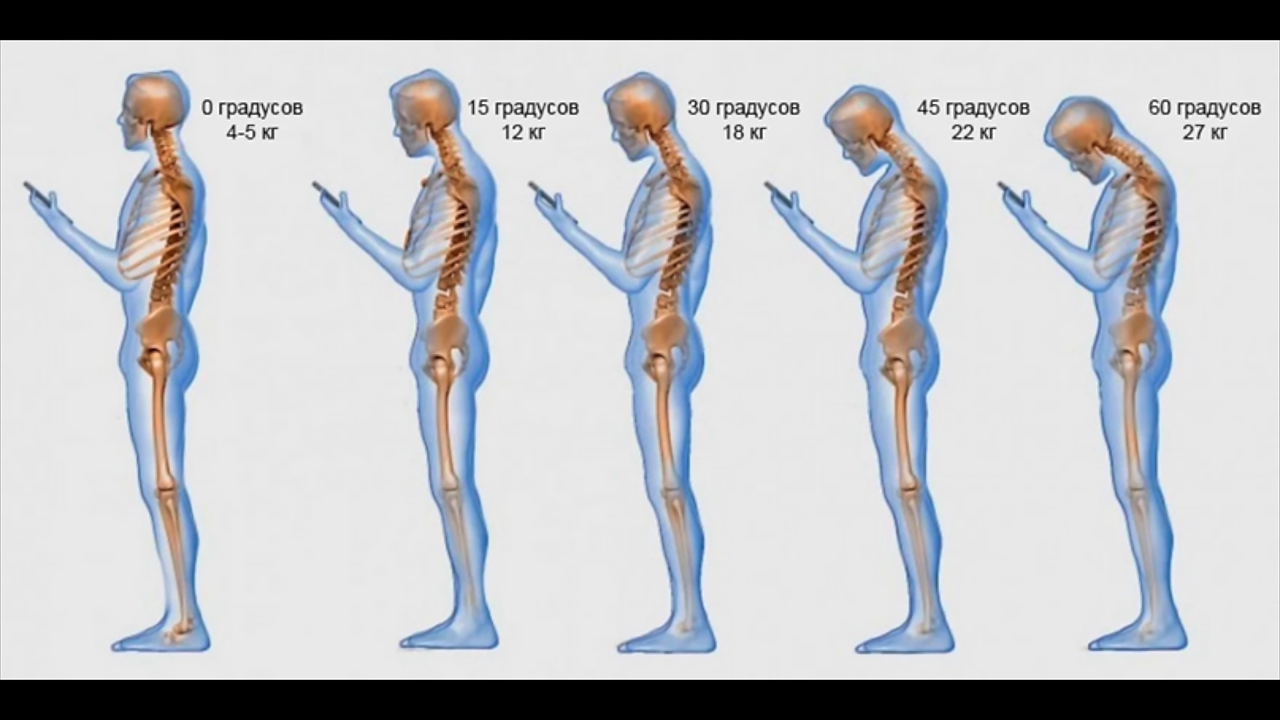 0 градусов
4-5 кг
15 градусов
12 кг
30 градусов
18 кг
45 градусов
22 кг
60 градусов
27 кг